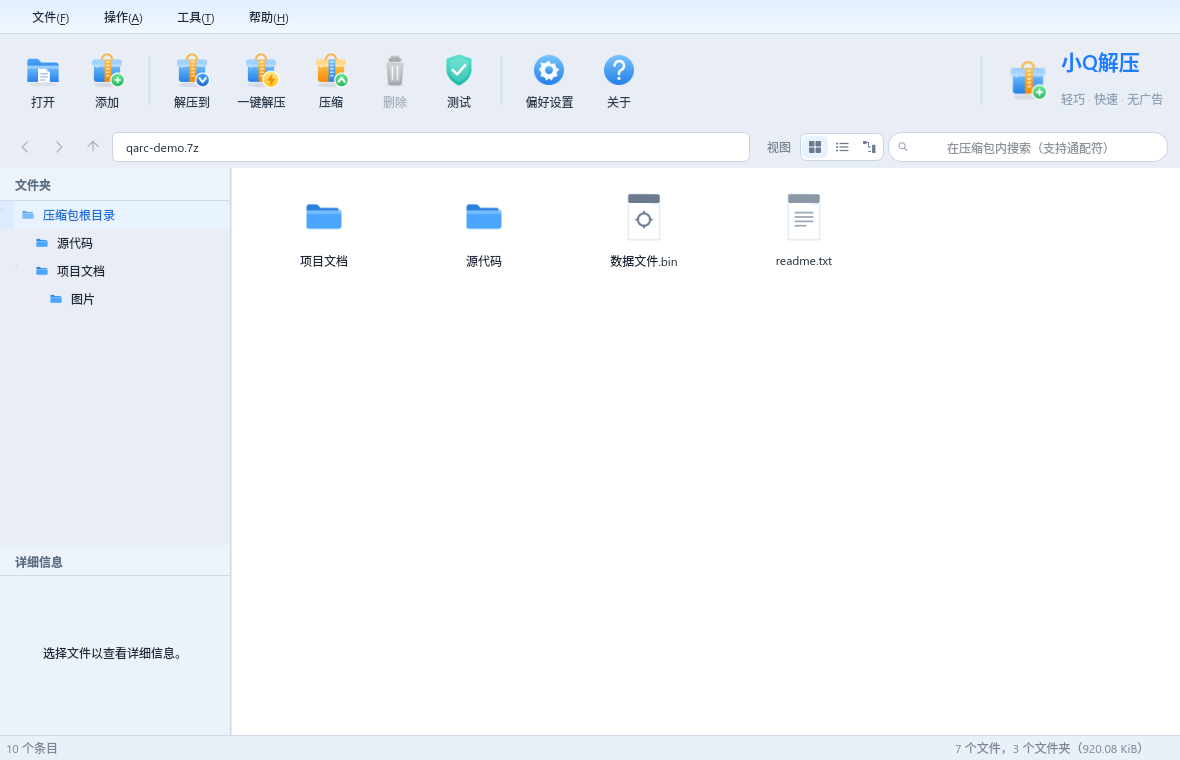 文件(F) 操作(A) 工具(T) 帮助(H)
打开 添加 解压到 一键解压 压缩 删除 测试 偏好设置 关于
小Q解压
轻巧 · 快速 · 无广告
qarc-demo.7z 视图 在压缩包内搜索（支持通配符）
文件夹
压缩包根目录
源代码
项目文档
图片
项目文档 源代码 数据文件.bin readme.txt
详细信息
选择文件以查看详细信息。
10 个条目 7 个文件，3 个文件夹（920.08 KiB）